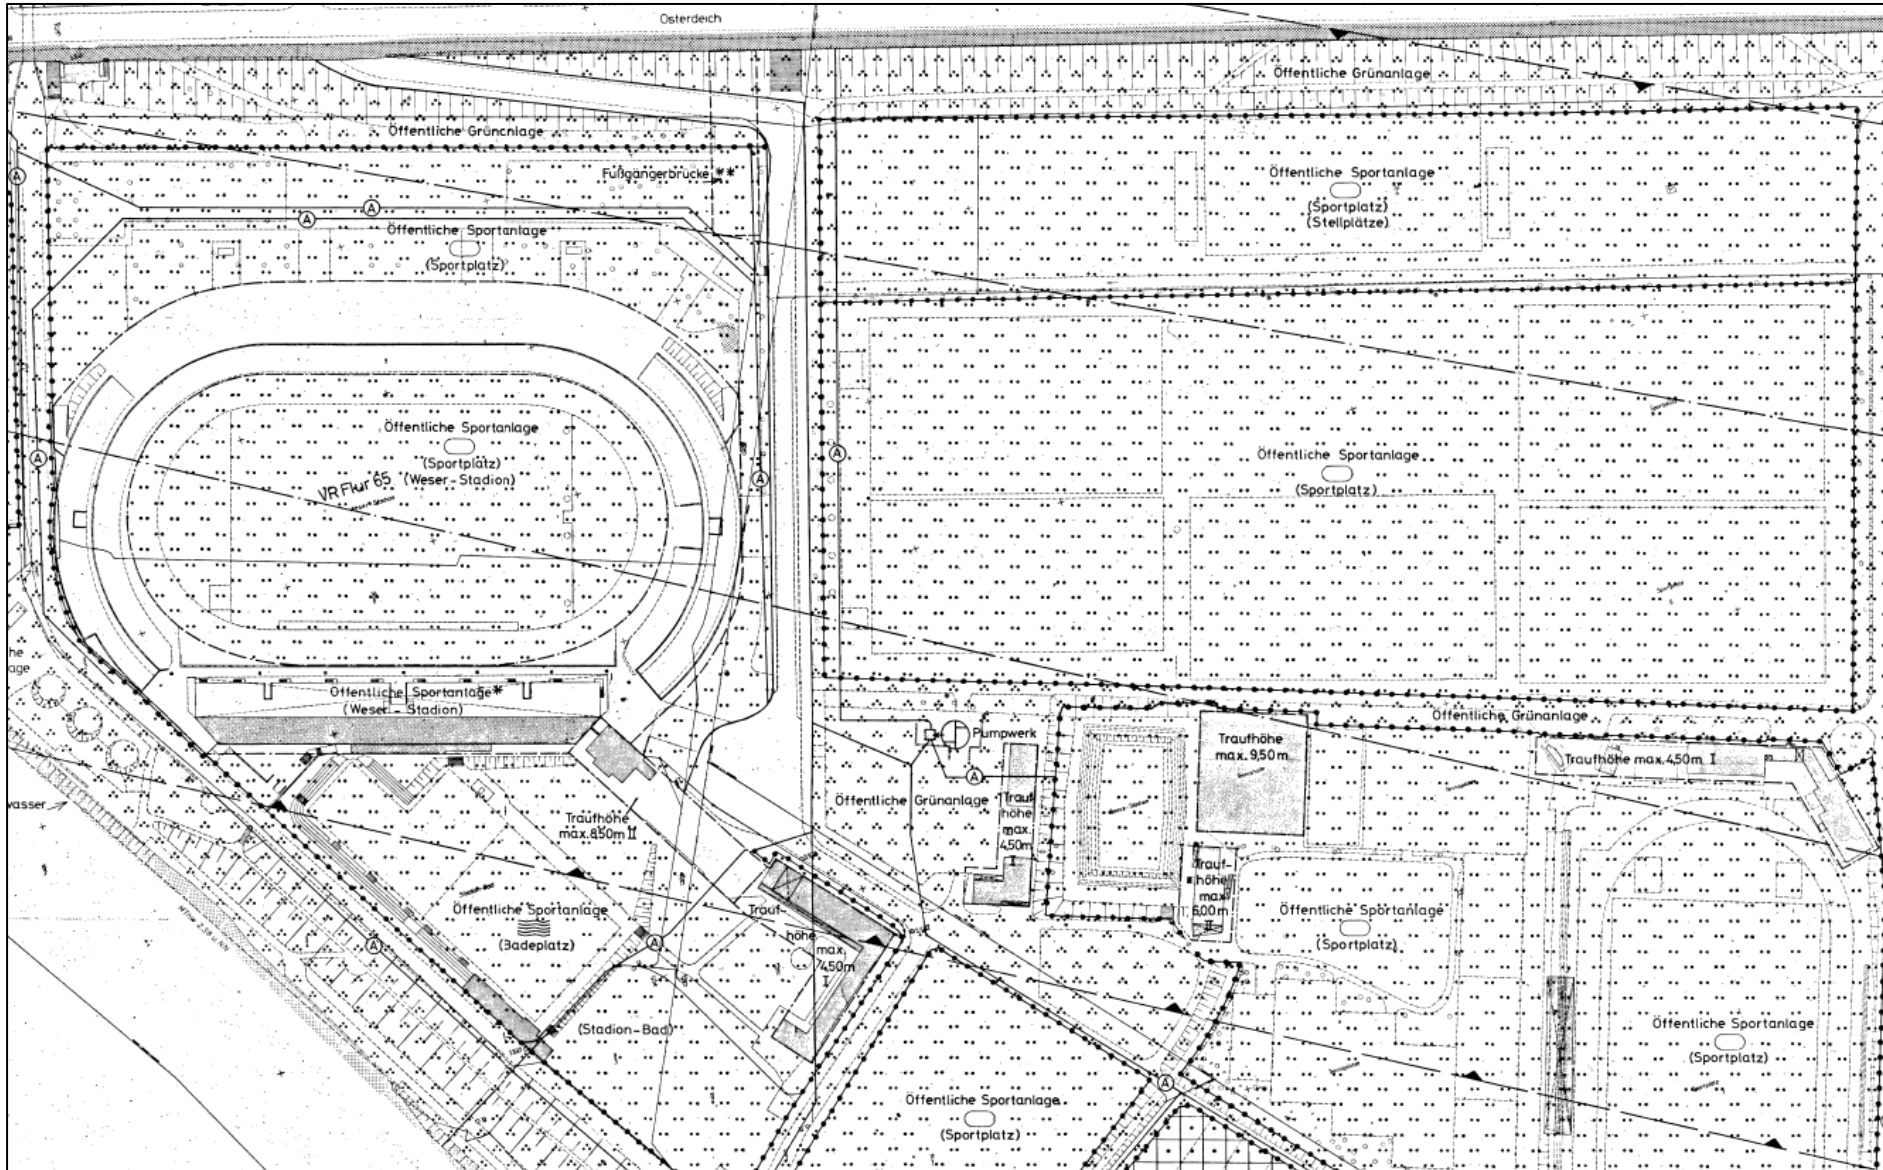 Osterdeich
Öffentliche Grünanlage
Öffentliche Grünanlage
Fußgängerbrücke **
Öffentliche Sportanlage
(Sportplatz)
(Stellplätze)
A
A
A
Öffentliche Sportanlage
(Sportplatz)
Öffentliche Sportanlage
(Sportplatz)
(Weser-Stadion)
VR Flur 65
A
A
A
Öffentliche Sportanlage
(Sportplatz)
he
age
Öffentliche Sportanlage*
(Weser-Stadion)
Öffentliche Grünanlage
Pumpwerk
Traufhöhe
max. 9,50m
Traufhöhe max. 4,50m I
A
wasser
Öffentliche Grünanlage
Trauf
höhe
max.
4,50m
I
Traufhöhe
max. 8,50m II
Trauf-
höhe
max
6,00m
II
Öffentliche Sportanlage
(Badeplatz)
Trauf-
höhe
max.
4,50m
I
Öffentliche Sportanlage
(Sportplatz)
A
A
(Stadion-Bad)
Öffentliche Sportanlage
(Sportplatz)
A
Öffentliche Sportanlage
(Sportplatz)